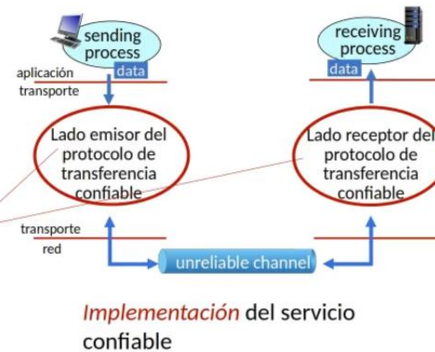 sending
process
receiving
process
data
data
aplicación
transporte
Lado emisor del
protocolo de
transferencia
confiable
Lado receptor del
protocolo de
transferencia
confiable
transporte
red
unreliable channel
Implementación del servicio
confiable